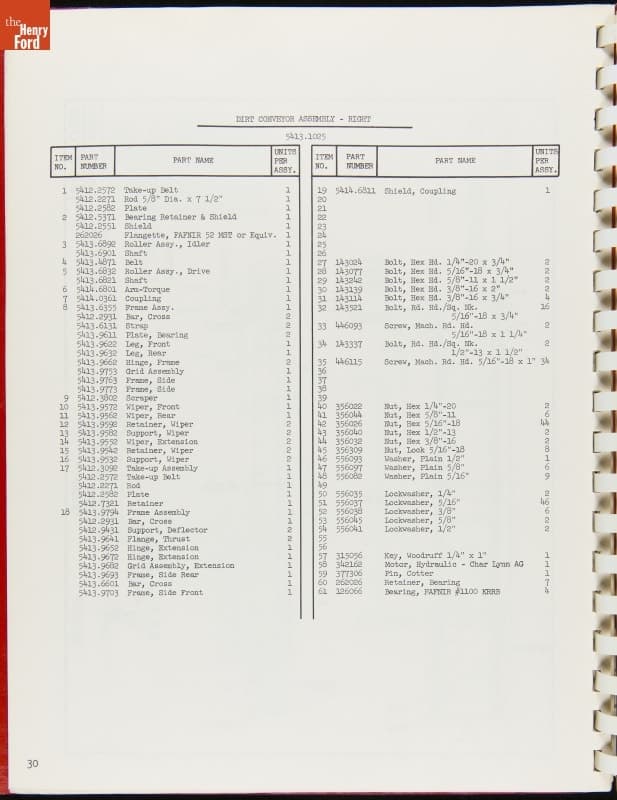 the
Henry
Ford
DIRT CONVEYOR ASSEMBLY - RIGHT
5413.1025
ITEM NO. PART NUMBER PART NAME UNITS PER ASSY.
1 5412.2572 Take-up Belt 1
5412.2271 Rod 5/8" Dia. x 7 1/2" 1
5412.2582 Plate 1
2 5412.5371 Bearing Retainer & Shield 1
5412.2551 Shield 1
262026 Flangette, FAFNIR 52 MST or Equiv. 1
3 5413.6892 Roller Assy., Idler 1
5413.6901 Shaft 1
4 5413.4871 Belt 1
5 5413.6832 Roller Assy., Drive 1
5413.6821 Shaft 1
6 5414.6801 Arm-Torque 1
7 5414.0361 Coupling 1
8 5413.6355 Frame Assy. 1
5412.2931 Bar, Cross 2
5413.6131 Strap 2
5413.9611 Plate, Bearing 2
5413.9622 Leg, Front 1
5413.9632 Leg, Rear 1
5413.9662 Hinge, Frame 2
5413.9753 Grid Assembly 1
5413.9763 Frame, Side 1
5413.9773 Frame, Side 1
9 5412.3802 Scraper 1
10 5413.9572 Wiper, Front 1
11 5413.9562 Wiper, Rear 1
12 5413.9592 Retainer, Wiper 2
13 5413.9582 Support, Wiper 2
14 5413.9552 Wiper, Extension 2
15 5413.9542 Retainer, Wiper 2
16 5413.9532 Support, Wiper 2
17 5412.3092 Take-up Assembly 1
5412.2572 Take-up Belt 1
5412.2271 Rod 1
5412.2582 Plate 1
5412.7321 Retainer 1
18 5413.9794 Frame Assembly 1
5412.2931 Bar, Cross 1
5412.9431 Support, Deflector 2
5413.9641 Flange, Thrust 2
5413.9652 Hinge, Extension 1
5413.9672 Hinge, Extension 1
5413.9682 Grid Assembly, Extension 1
5413.9693 Frame, Side Rear 1
5413.6601 Bar, Cross 1
5413.9703 Frame, Side Front 1
ITEM NO. PART NUMBER PART NAME UNITS PER ASSY.
19 5414.6811 Shield, Coupling 1
20
21
22
23
24
25
26
27 143024 Bolt, Hex Hd. 1/4"-20 x 3/4" 2
28 143077 Bolt, Hex Hd. 5/16"-18 x 3/4" 2
29 143242 Bolt, Hex Hd. 5/8"-11 x 1 1/2" 2
30 143139 Bolt, Hex Hd. 3/8"-16 x 2" 2
31 143114 Bolt, Hex Hd. 3/8"-16 x 3/4" 4
32 143521 Bolt, Rd. Hd./Sq. Nk. 16
5/16"-18 x 3/4"
33 446093 Screw, Mach. Rd. Hd. 2
5/16"-18 x 1 1/4"
34 143337 Bolt, Rd. Hd./Sq. Nk. 2
1/2"-13 x 1 1/2"
35 446115 Screw, Mach. Rd. Hd. 5/16"-18 x 1" 34
36
37
38
39
40 356022 Nut, Hex 1/4"-20 2
41 356044 Nut, Hex 5/8"-11 6
42 356026 Nut, Hex 5/16"-18 44
43 356040 Nut, Hex 1/2"-13 2
44 356032 Nut, Hex 3/8"-16 2
45 356309 Nut, Lock 5/16"-18 8
46 556093 Washer, Plain 1/2" 1
47 556097 Washer, Plain 5/8" 6
48 556082 Washer, Plain 5/16" 9
49
50 556035 Lockwasher, 1/4" 2
51 556037 Lockwasher, 5/16" 46
52 556038 Lockwasher, 3/8" 6
53 556045 Lockwasher, 5/8" 2
54 556041 Lockwasher, 1/2" 2
55
56
57 315056 Key, Woodruff 1/4" x 1" 1
58 342162 Motor, Hydraulic - Char Lynn AG 1
59 377306 Pin, Cotter 1
60 262026 Retainer, Bearing 7
61 126066 Bearing, FAFNIR #1100 KRRB 4
30